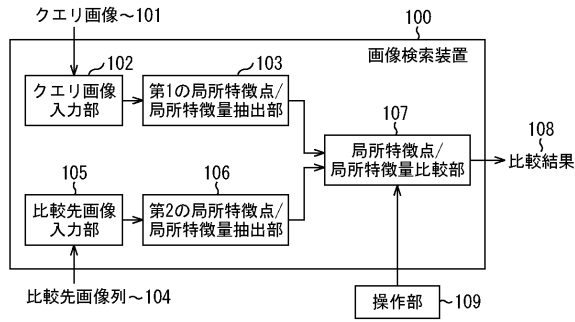 クエリ画像～101
100
画像検索装置
102
クエリ画像
入力部
103
第1の局所特徴点/
局所特徴量抽出部
107
局所特徴点/
局所特徴量比較部
108
比較結果
105
比較先画像
入力部
106
第2の局所特徴点/
局所特徴量抽出部
比較先画像列～104
操作部
～109